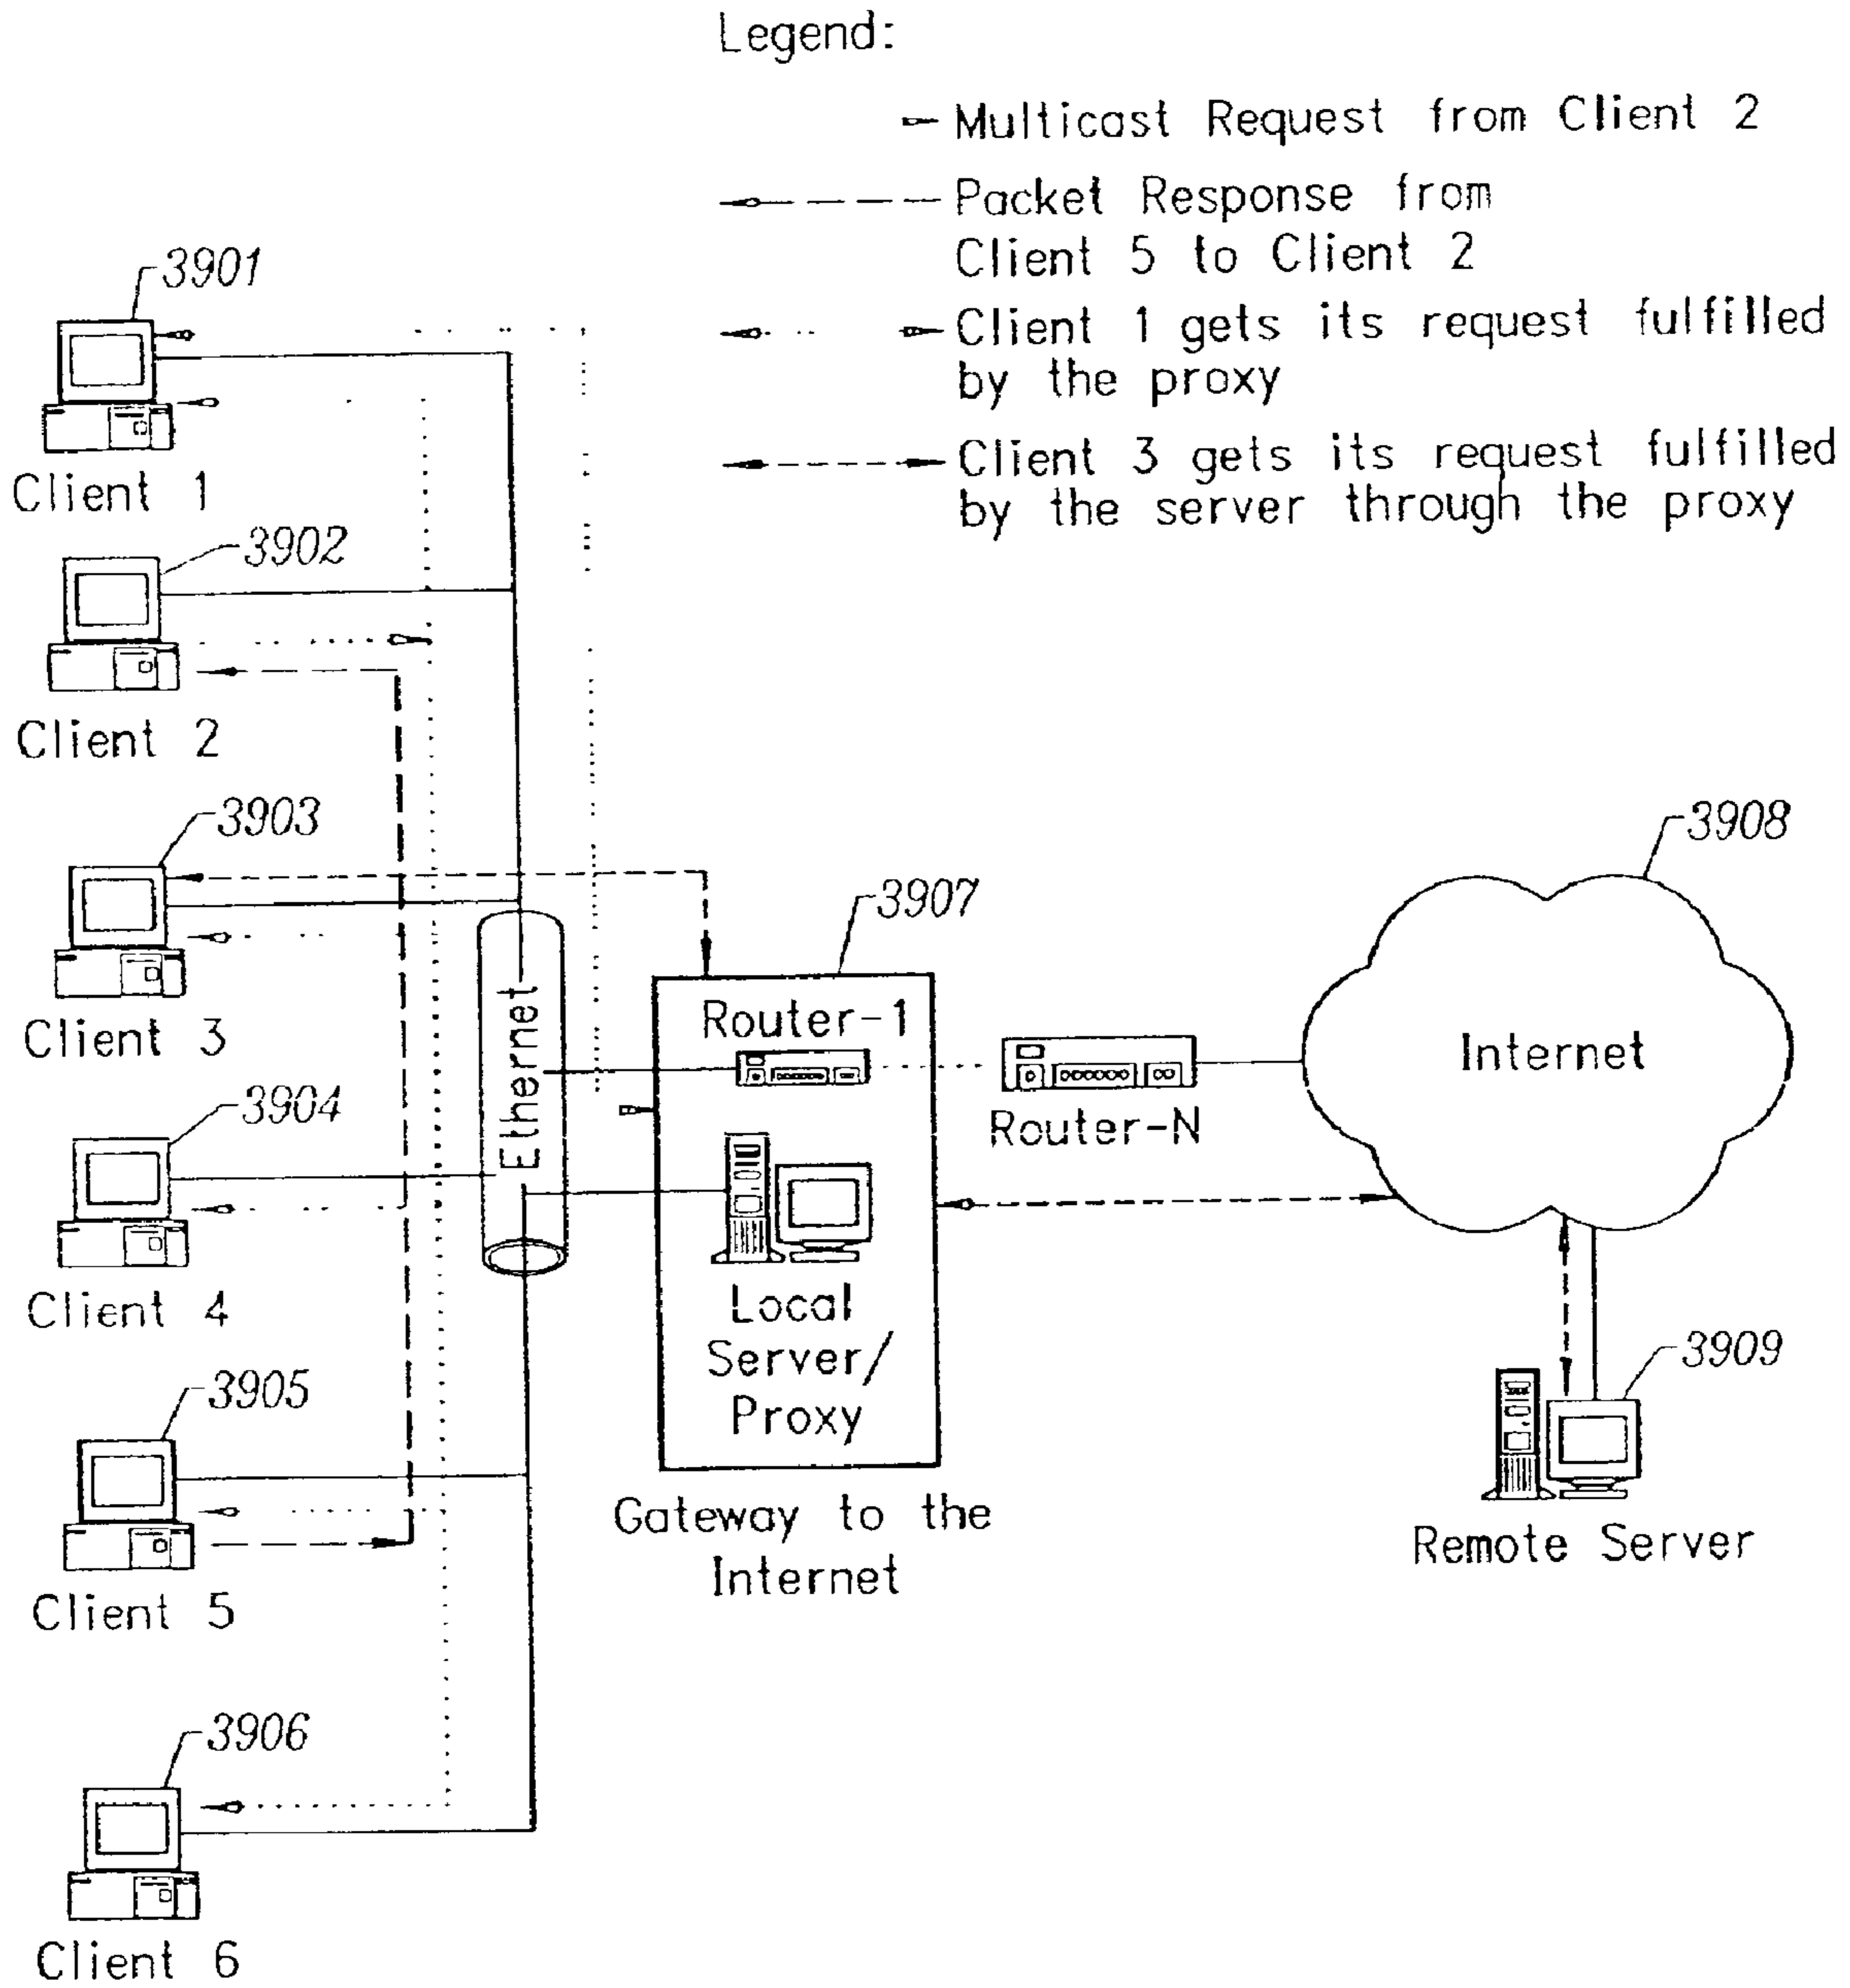 Legend:
Multicast Request from Client 2
Packet Response from
Client 5 to Client 2
Client 1 gets its request fulfilled
by the proxy
Client 3 gets its request fulfilled
by the server through the proxy
3901
Client 1
3902
Client 2
3903
Client 3
3904
Client 4
3905
Client 5
3906
Client 6
Ethernet
3907
Router-1
Local
Server/
Proxy
Gateway to the
Internet
Router-N
3908
Internet
3909
Remote Server